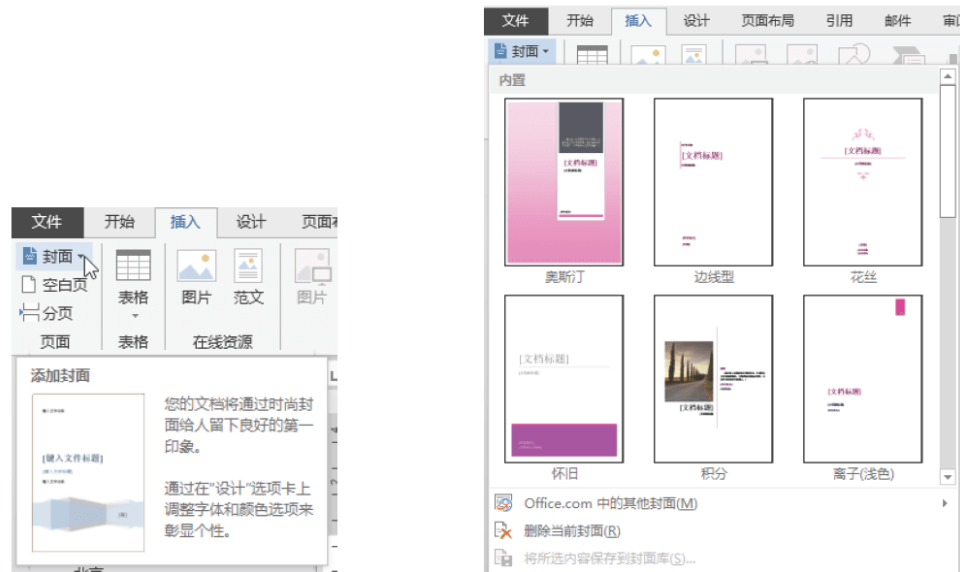 文件 开始 插入 设计 页面
封面
空白页
分页
表格 图片 范文 图片
页面 表格 在线资源
添加封面
您的文档将通过时尚封
面给人留下良好的第一
印象。
通过在"设计"选项卡上
调整字体和颜色选项来
彰显个性。
[键入文件标题]
文件 开始 插入 设计 页面布局 引用 邮件
封面
内置
[文档标题] [文档标题] [文档标题]
奥斯汀 边线型 花丝
[文档标题] [文档标题] [文档标题]
怀旧 积分 离子(浅色)
Office.com 中的其他封面(M)
删除当前封面(R)
将所选内容保存到封面库(S)...